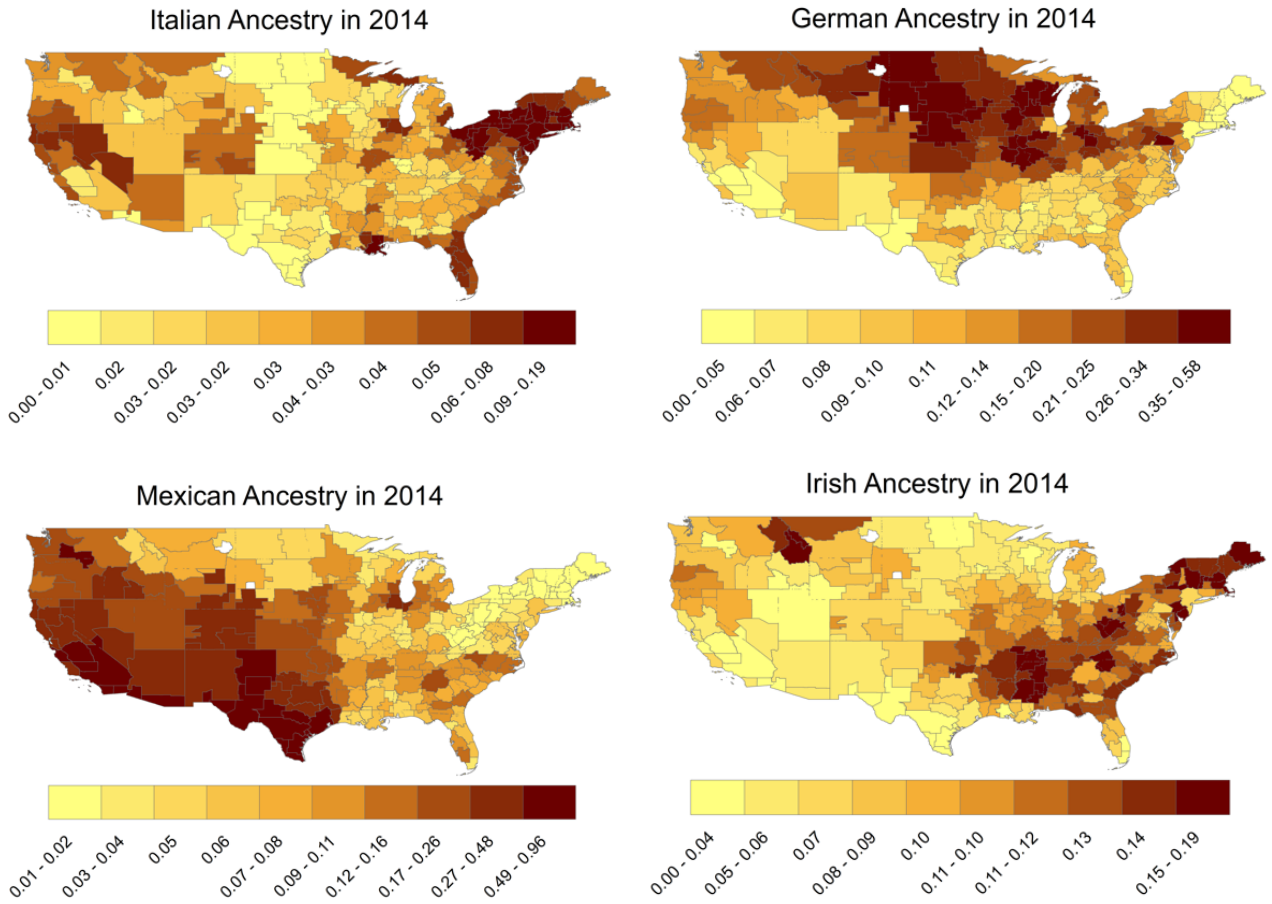 Italian Ancestry in 2014
0.00 - 0.01
0.02
0.03 - 0.02
0.03 - 0.02
0.03
0.04 - 0.03
0.04
0.05
0.06 - 0.08
0.09 - 0.19
German Ancestry in 2014
0.00 - 0.05
0.06 - 0.07
0.08
0.09 - 0.10
0.11
0.12 - 0.14
0.15 - 0.20
0.21 - 0.25
0.26 - 0.34
0.35 - 0.58
Mexican Ancestry in 2014
0.01 - 0.02
0.03 - 0.04
0.05
0.06
0.07 - 0.08
0.09 - 0.11
0.12 - 0.16
0.17 - 0.26
0.27 - 0.48
0.49 - 0.96
Irish Ancestry in 2014
0.00 - 0.04
0.05 - 0.06
0.07
0.08 - 0.09
0.10
0.11 - 0.10
0.11 - 0.12
0.13
0.14
0.15 - 0.19